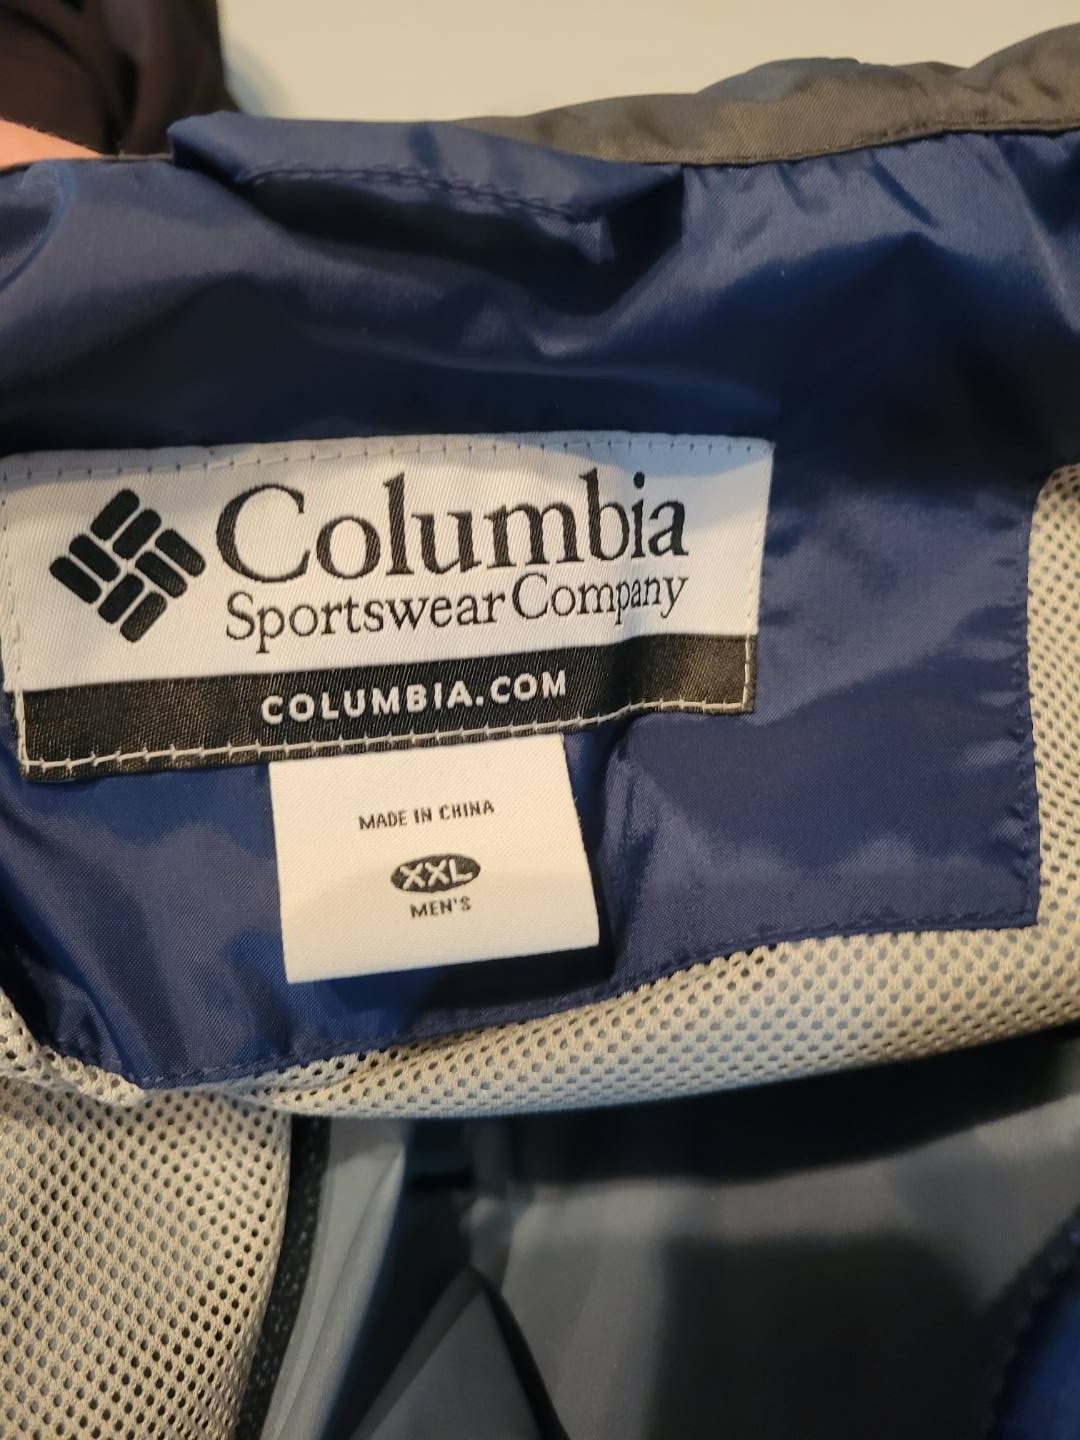 Columbia
Sportswear Company
COLUMBIA.COM
MADE IN CHINA
XXL
MEN'S